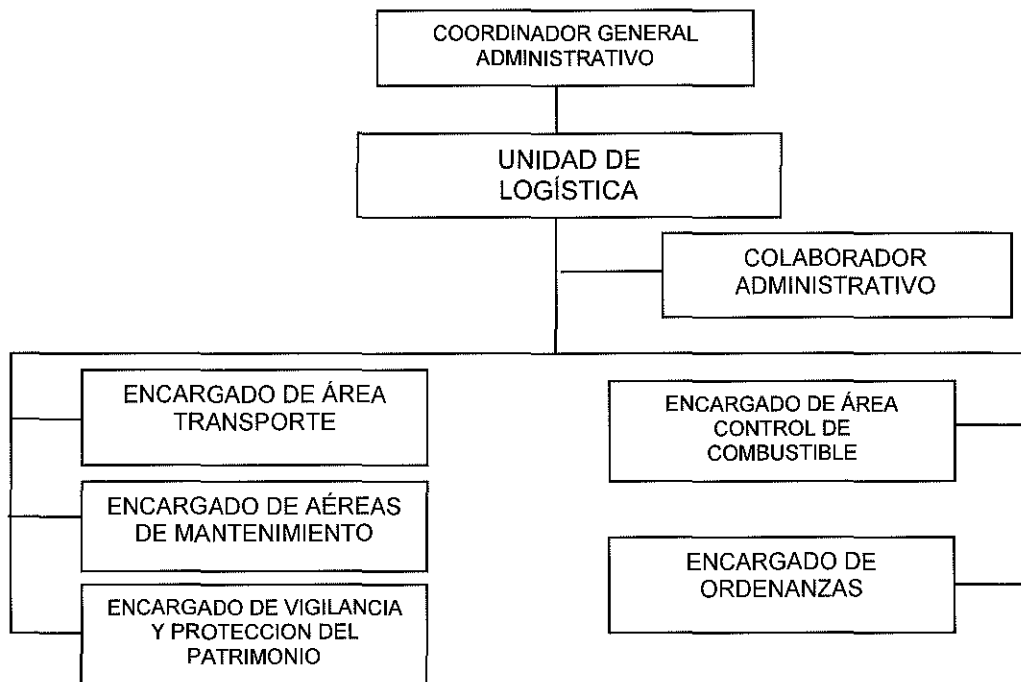 COORDINADOR GENERAL
ADMINISTRATIVO
UNIDAD DE
LOGÍSTICA
COLABORADOR
ADMINISTRATIVO
ENCARGADO DE ÁREA
TRANSPORTE
ENCARGADO DE AÉREAS
DE MANTENIMIENTO
ENCARGADO DE VIGILANCIA
Y PROTECCION DEL
PATRIMONIO
ENCARGADO DE ÁREA
CONTROL DE
COMBUSTIBLE
ENCARGADO DE
ORDENANZAS